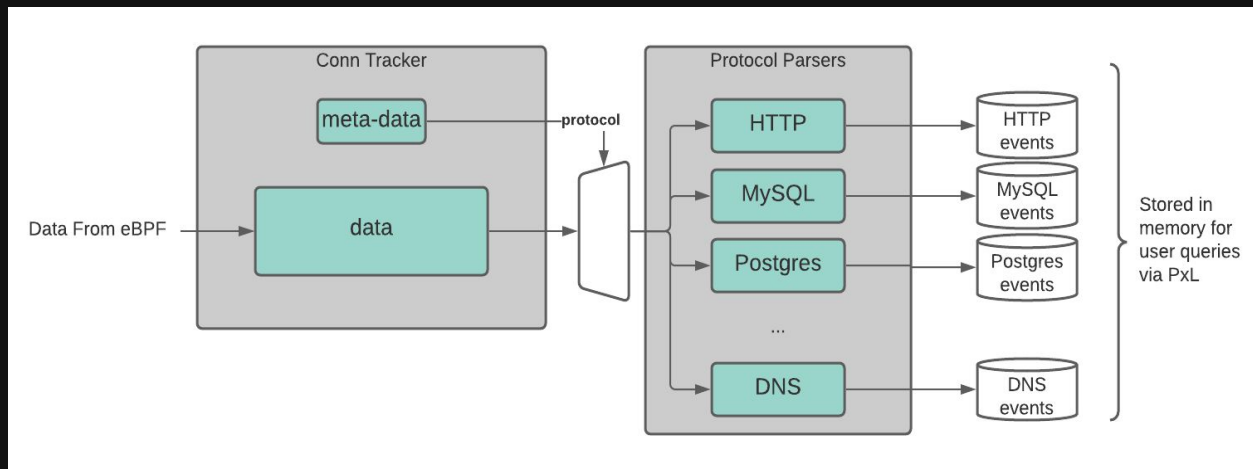 Conn Tracker
Protocol Parsers
meta-data
protocol
HTTP
HTTP
events
MySQL
MySQL
events
Data From eBPF
data
Stored in
memory for
user queries
via PxL
Postgres
Postgres
events
...
DNS
DNS
events